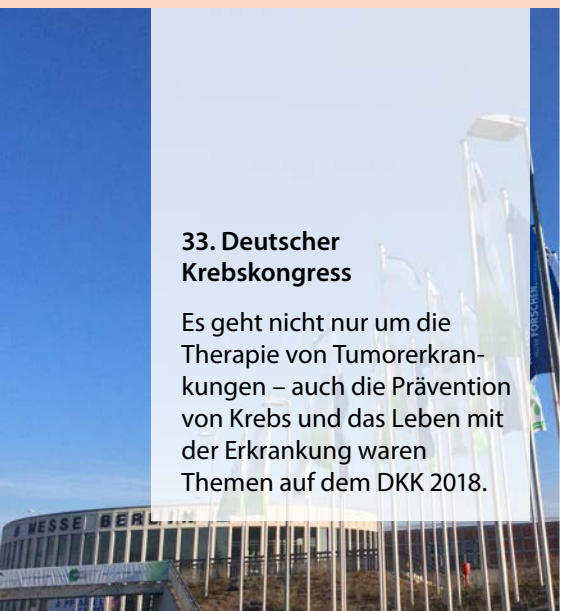 33. Deutscher
Krebskongress
Es geht nicht nur um die
Therapie von Tumorerkran-
kungen – auch die Prävention
von Krebs und das Leben mit
der Erkrankung waren
Themen auf dem DKK 2018.
FORSCHEN
MESSE BERLIN